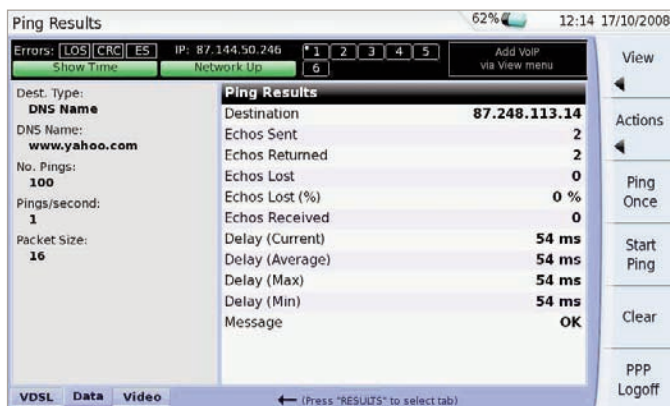 Ping Results
62%
12:14 17/10/2008
Errors: LOS CRC ES
IP: 87.144.50.246
1 2 3 4 5
6
Show Time
Network Up
Add VoIP
via View menu
Dest. Type:
DNS Name
DNS Name:
www.yahoo.com
No. Pings:
100
Pings/second:
1
Packet Size:
16
Ping Results
Destination 87.248.113.14
Echos Sent 2
Echos Returned 2
Echos Lost 0
Echos Lost (%) 0 %
Echos Received 0
Delay (Current) 54 ms
Delay (Average) 54 ms
Delay (Max) 54 ms
Delay (Min) 54 ms
Message OK
View
Actions
Ping
Once
Start
Ping
Clear
PPP
Logoff
VDSL Data Video
(Press "RESULTS" to select tab)